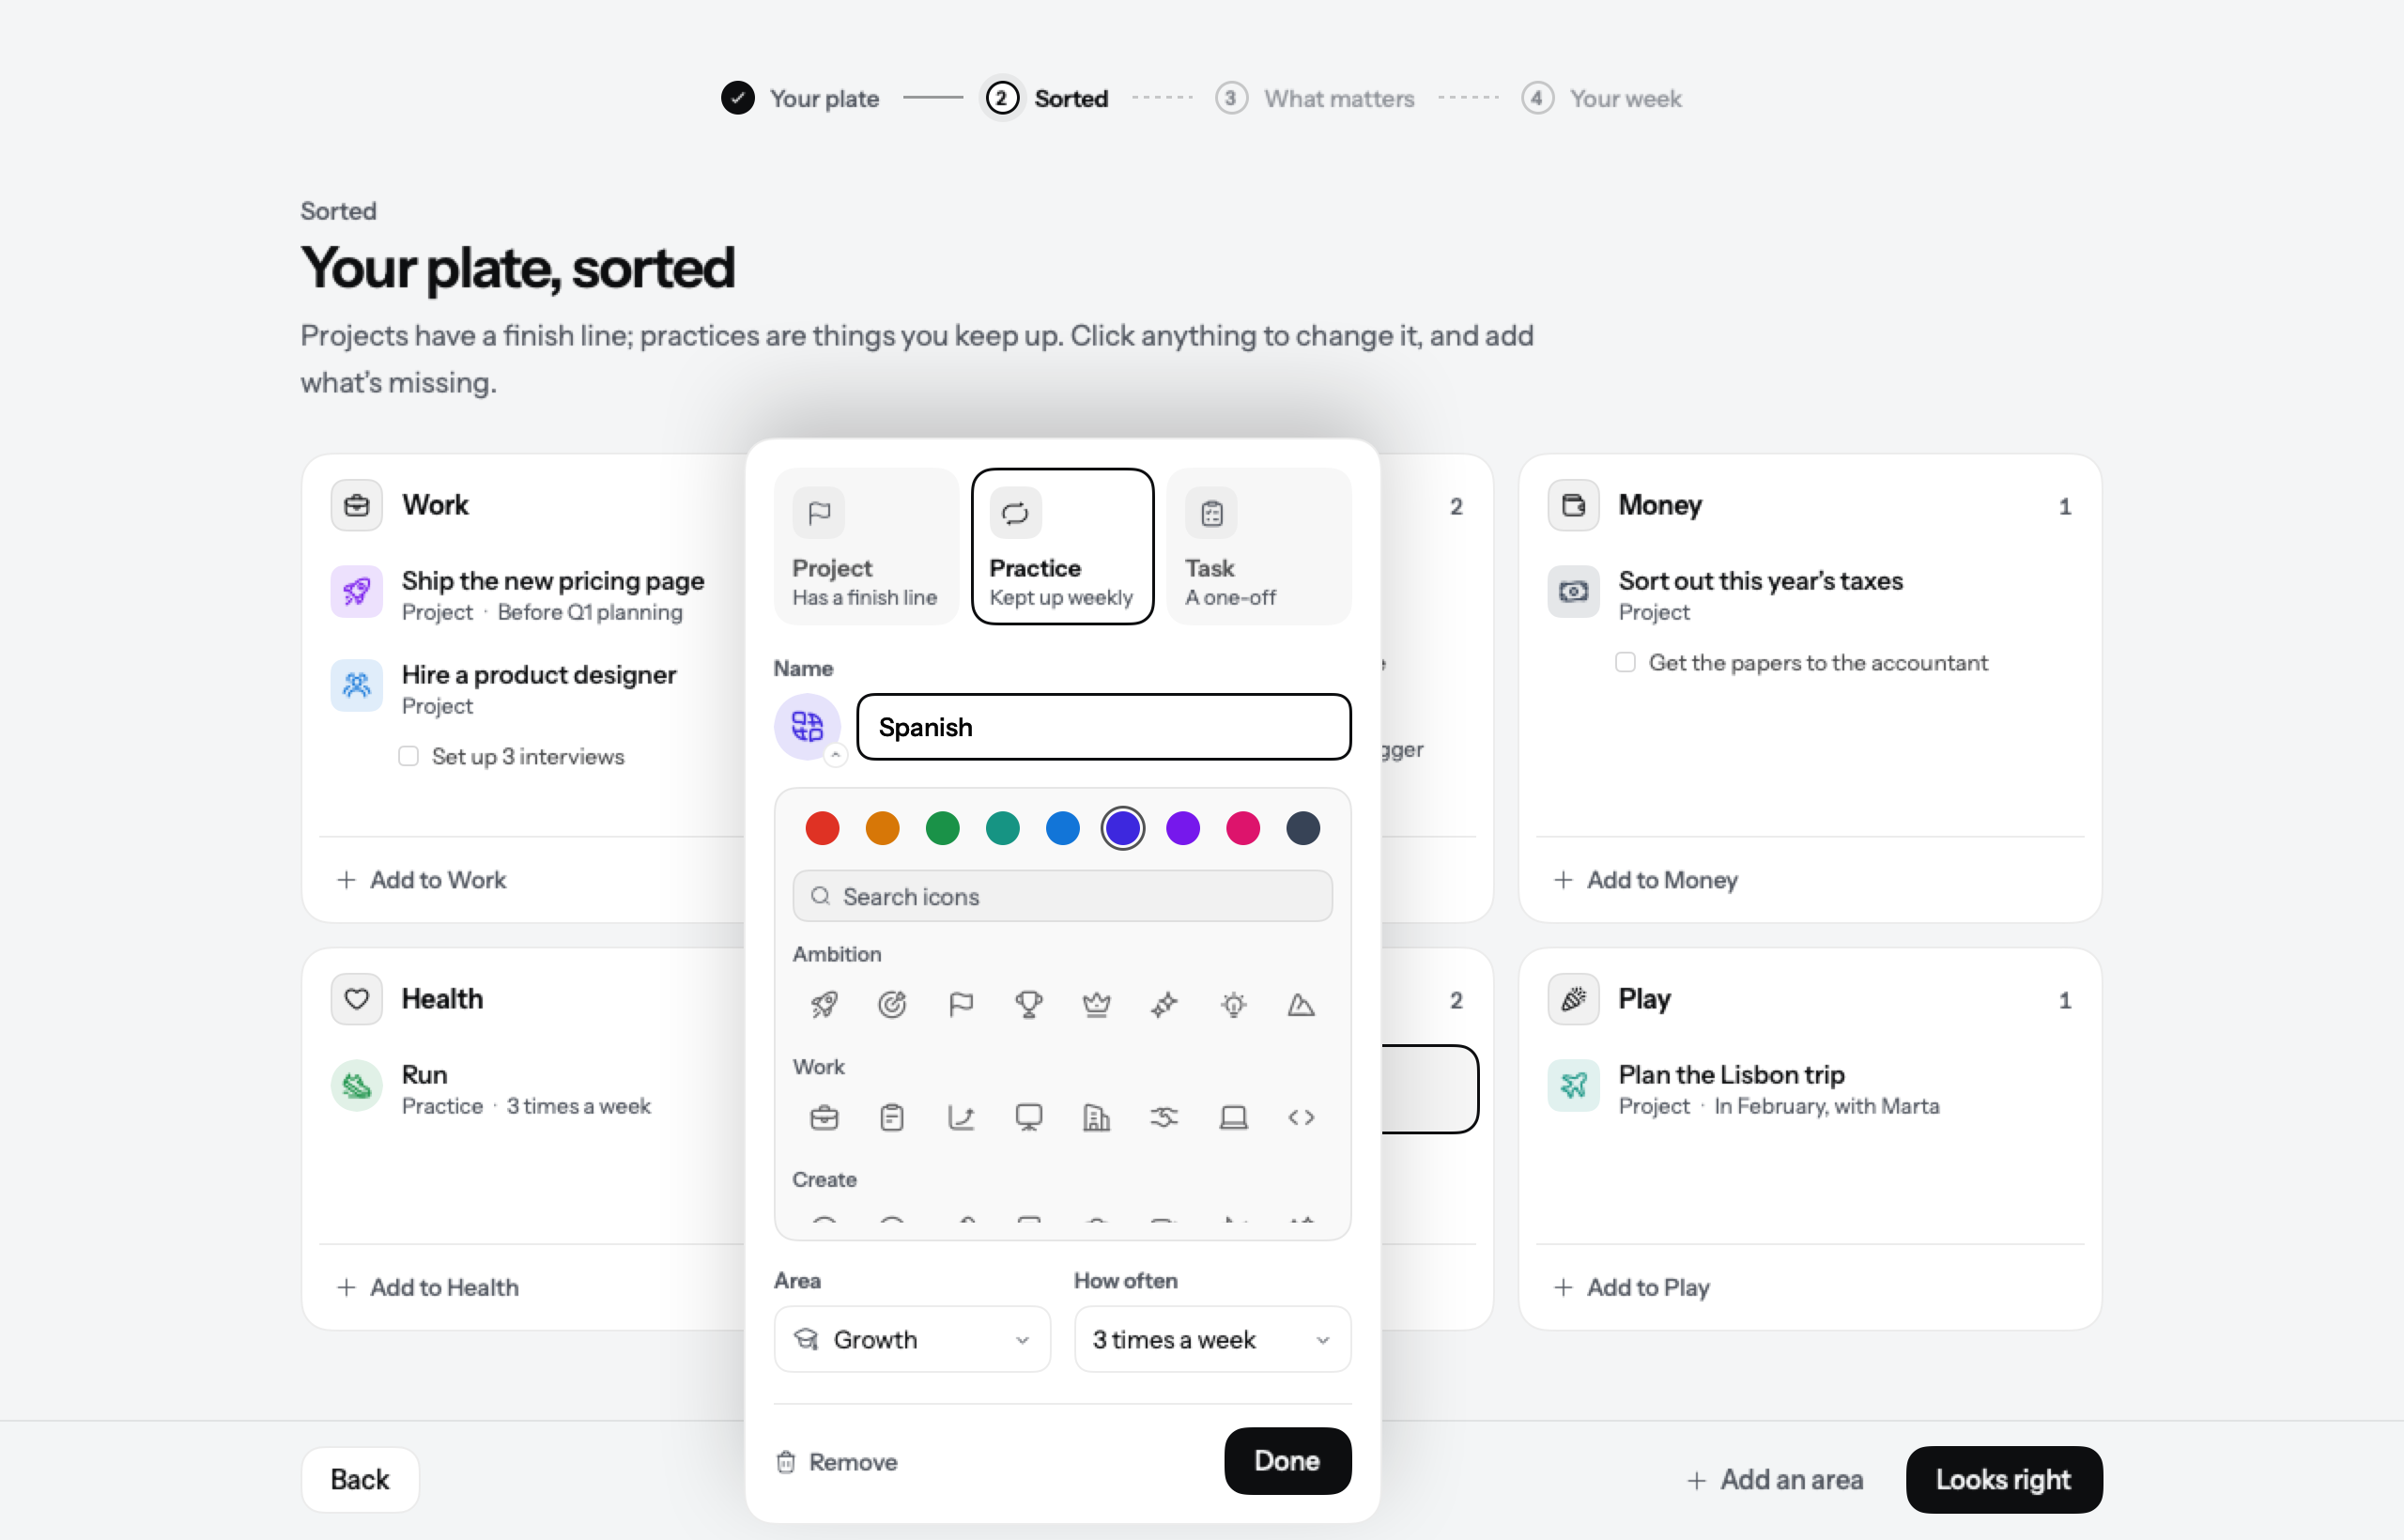 Your plate
2 Sorted
3 What matters
4 Your week
Sorted
Your plate, sorted
Projects have a finish line; practices are things you keep up. Click anything to change it, and add
what's missing.
Work
Ship the new pricing page
Project · Before Q1 planning
Hire a product designer
Project
Set up 3 interviews
Add to Work
2
gger
Money
1
Sort out this year's taxes
Project
Get the papers to the accountant
Add to Money
Health
Run
Practice · 3 times a week
Add to Health
2
Play
1
Plan the Lisbon trip
Project · In February, with Marta
Add to Play
Project
Has a finish line
Practice
Kept up weekly
Task
A one-off
Name
Spanish
Search icons
Ambition
Work
Create
Area
How often
Growth
3 times a week
Remove
Done
Back
Add an area
Looks right